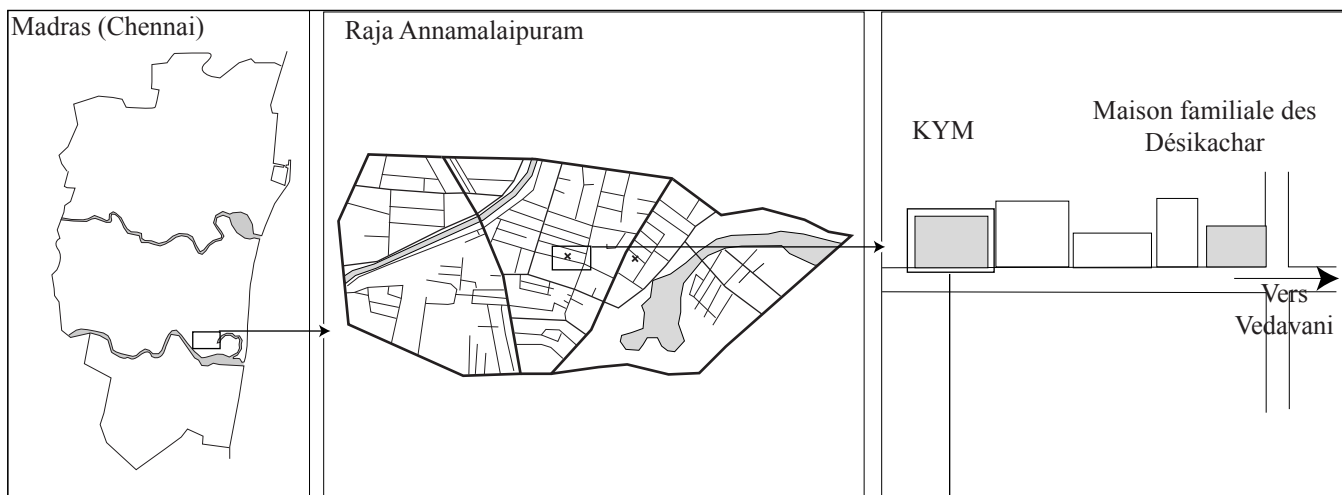 Madras (Chennai)
Raja Annamalaipuram
KYM
Maison familiale des
Désikachar
Vers
Vedavani